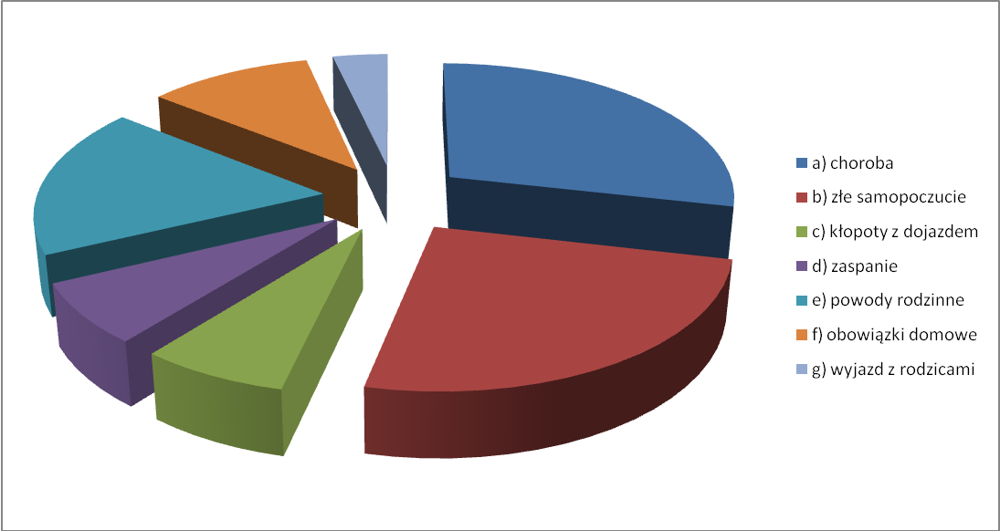 a) choroba
b) złe samopoczucie
c) kłopoty z dojazdem
d) zaspanie
e) powody rodzinne
f) obowiązki domowe
g) wyjazd z rodzicami